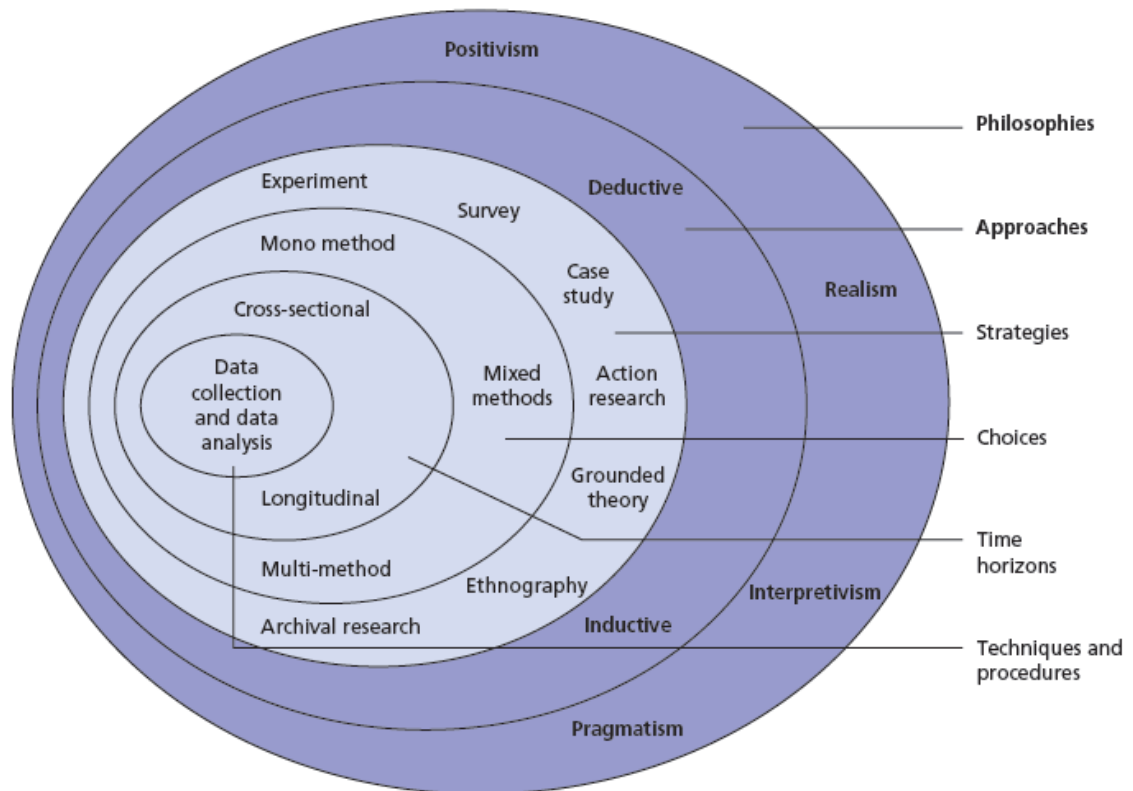 Positivism
Philosophies
Experiment
Deductive
Survey
Approaches
Mono method
Case
study
Realism
Cross-sectional
Strategies
Data
collection
and data
analysis
Mixed
methods
Action
research
Choices
Grounded
theory
Longitudinal
Time
horizons
Multi-method
Ethnography
Interpretivism
Archival research
Inductive
Techniques and
procedures
Pragmatism